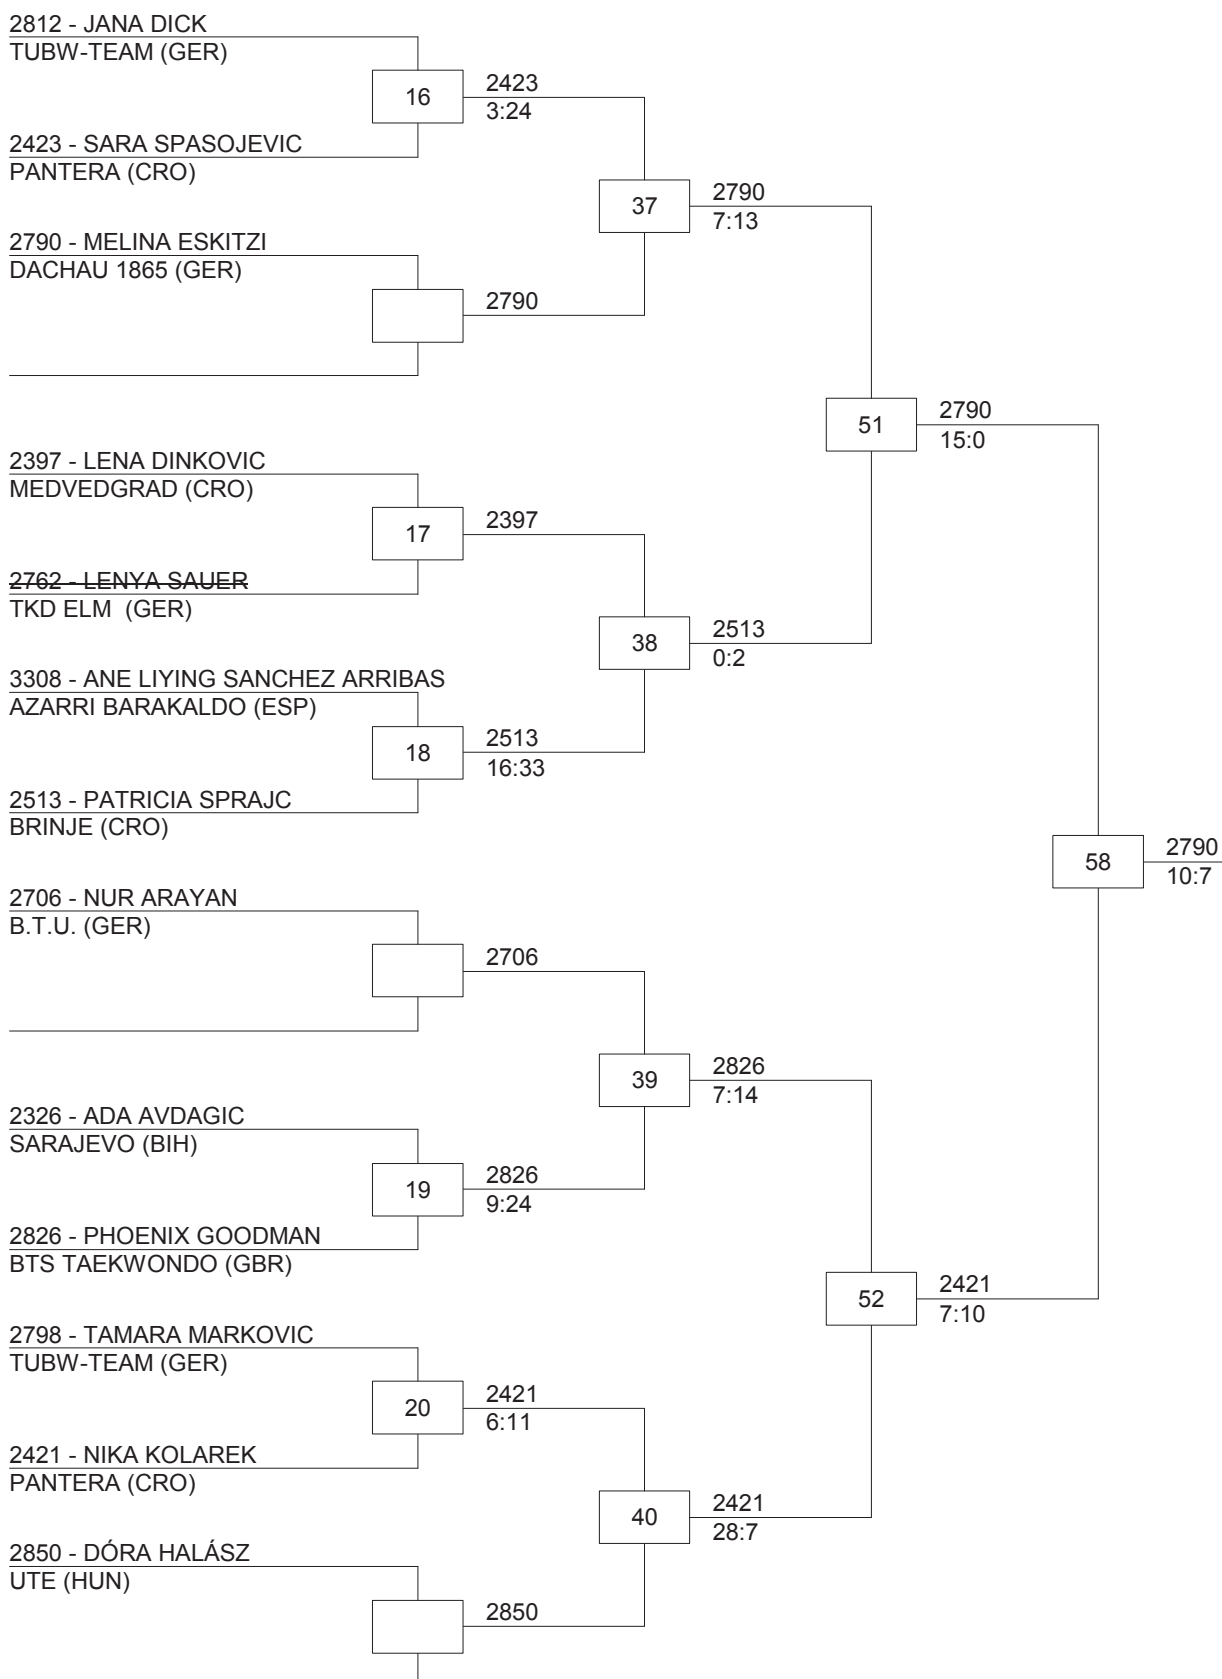 2812 - JANA DICK
TUBW-TEAM (GER)
16
2423
3:24
2423 - SARA SPASOJEVIC
PANTERA (CRO)
37
2790
7:13
2790 - MELINA ESKITZI
DACHAU 1865 (GER)
2790
51
2790
15:0
2397 - LENA DINKOVIC
MEDVEDGRAD (CRO)
17
2397
2762 - LENYA SAUER
TKD ELM (GER)
38
2513
0:2
3308 - ANE LIYING SANCHEZ ARRIBAS
AZARRI BARAKALDO (ESP)
18
2513
16:33
2513 - PATRICIA SPRAJC
BRINJE (CRO)
58
2790
10:7
2706 - NUR ARAYAN
B.T.U. (GER)
2706
39
2826
7:14
2326 - ADA AVDAGIC
SARAJEVO (BIH)
19
2826
9:24
2826 - PHOENIX GOODMAN
BTS TAEKWONDO (GBR)
52
2421
7:10
2798 - TAMARA MARKOVIC
TUBW-TEAM (GER)
20
2421
6:11
2421 - NIKA KOLAREK
PANTERA (CRO)
40
2421
28:7
2850 - DÓRA HALÁSZ
UTE (HUN)
2850